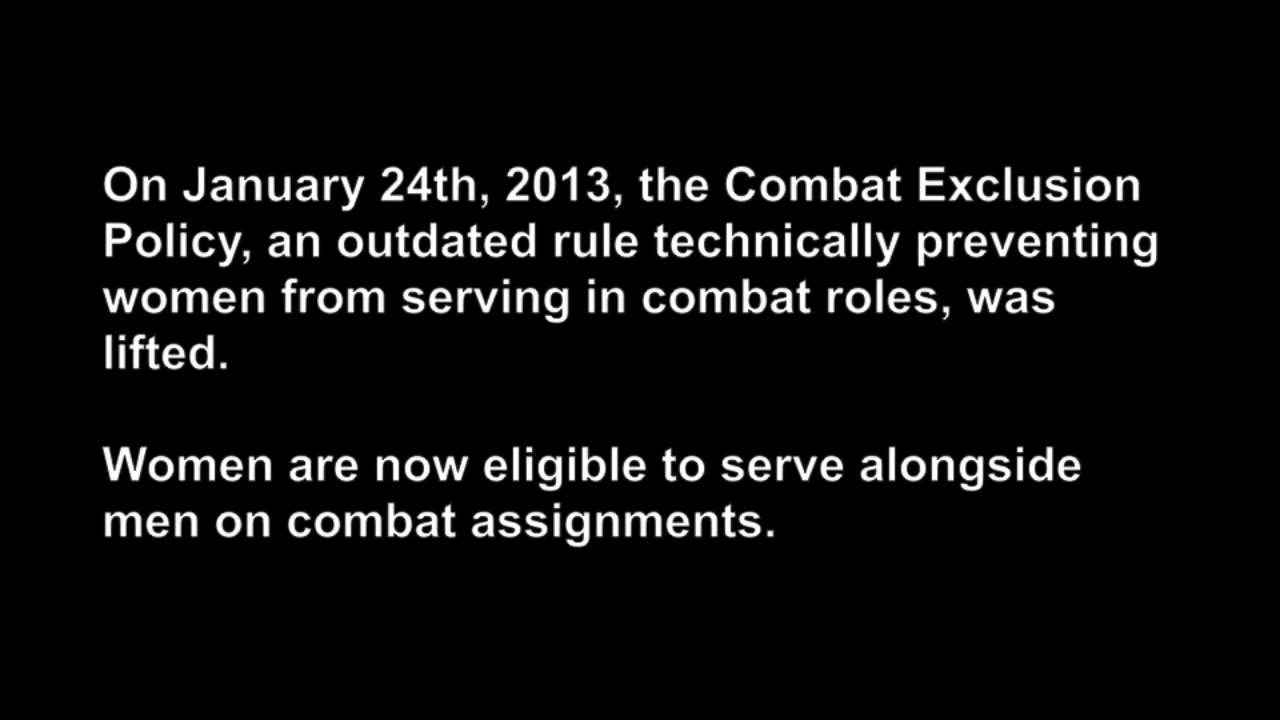 On January 24th, 2013, the Combat Exclusion
Policy, an outdated rule technically preventing
women from serving in combat roles, was
lifted.
Women are now eligible to serve alongside
men on combat assignments.